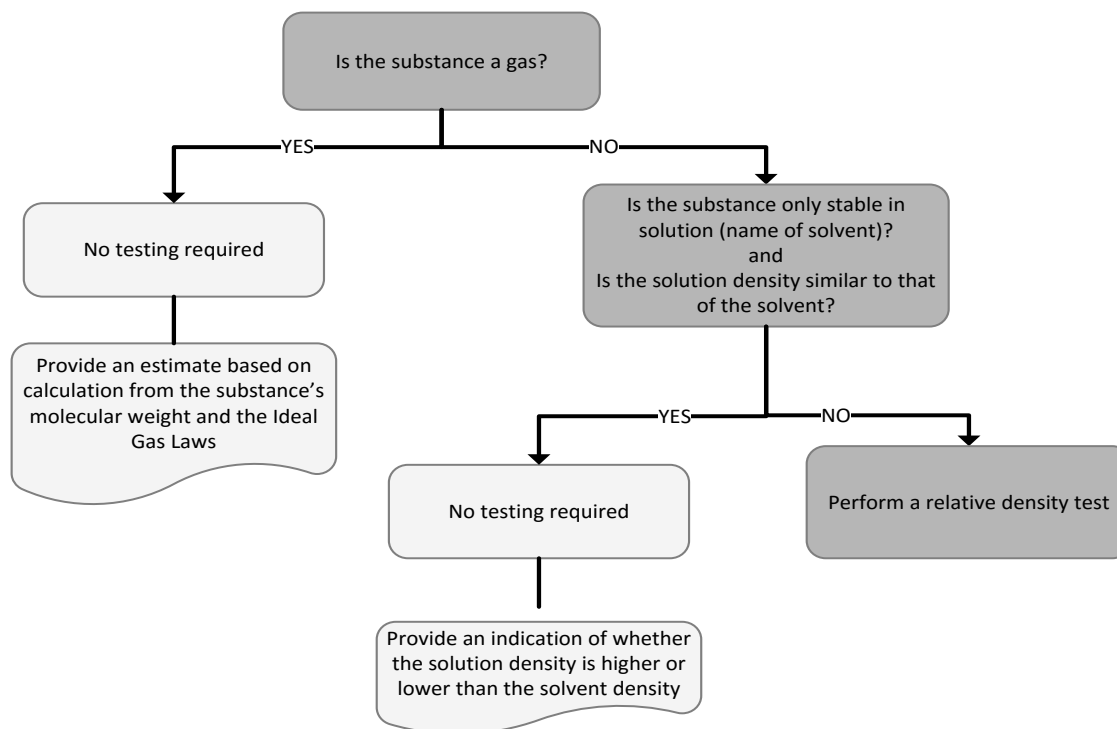 Is the substance a gas?
YES
NO
No testing required
Is the substance only stable in
solution (name of solvent)?
and
Is the solution density similar to that
of the solvent?
Provide an estimate based on
calculation from the substance’s
molecular weight and the Ideal
Gas Laws
YES
NO
No testing required
Perform a relative density test
Provide an indication of whether
the solution density is higher or
lower than the solvent density